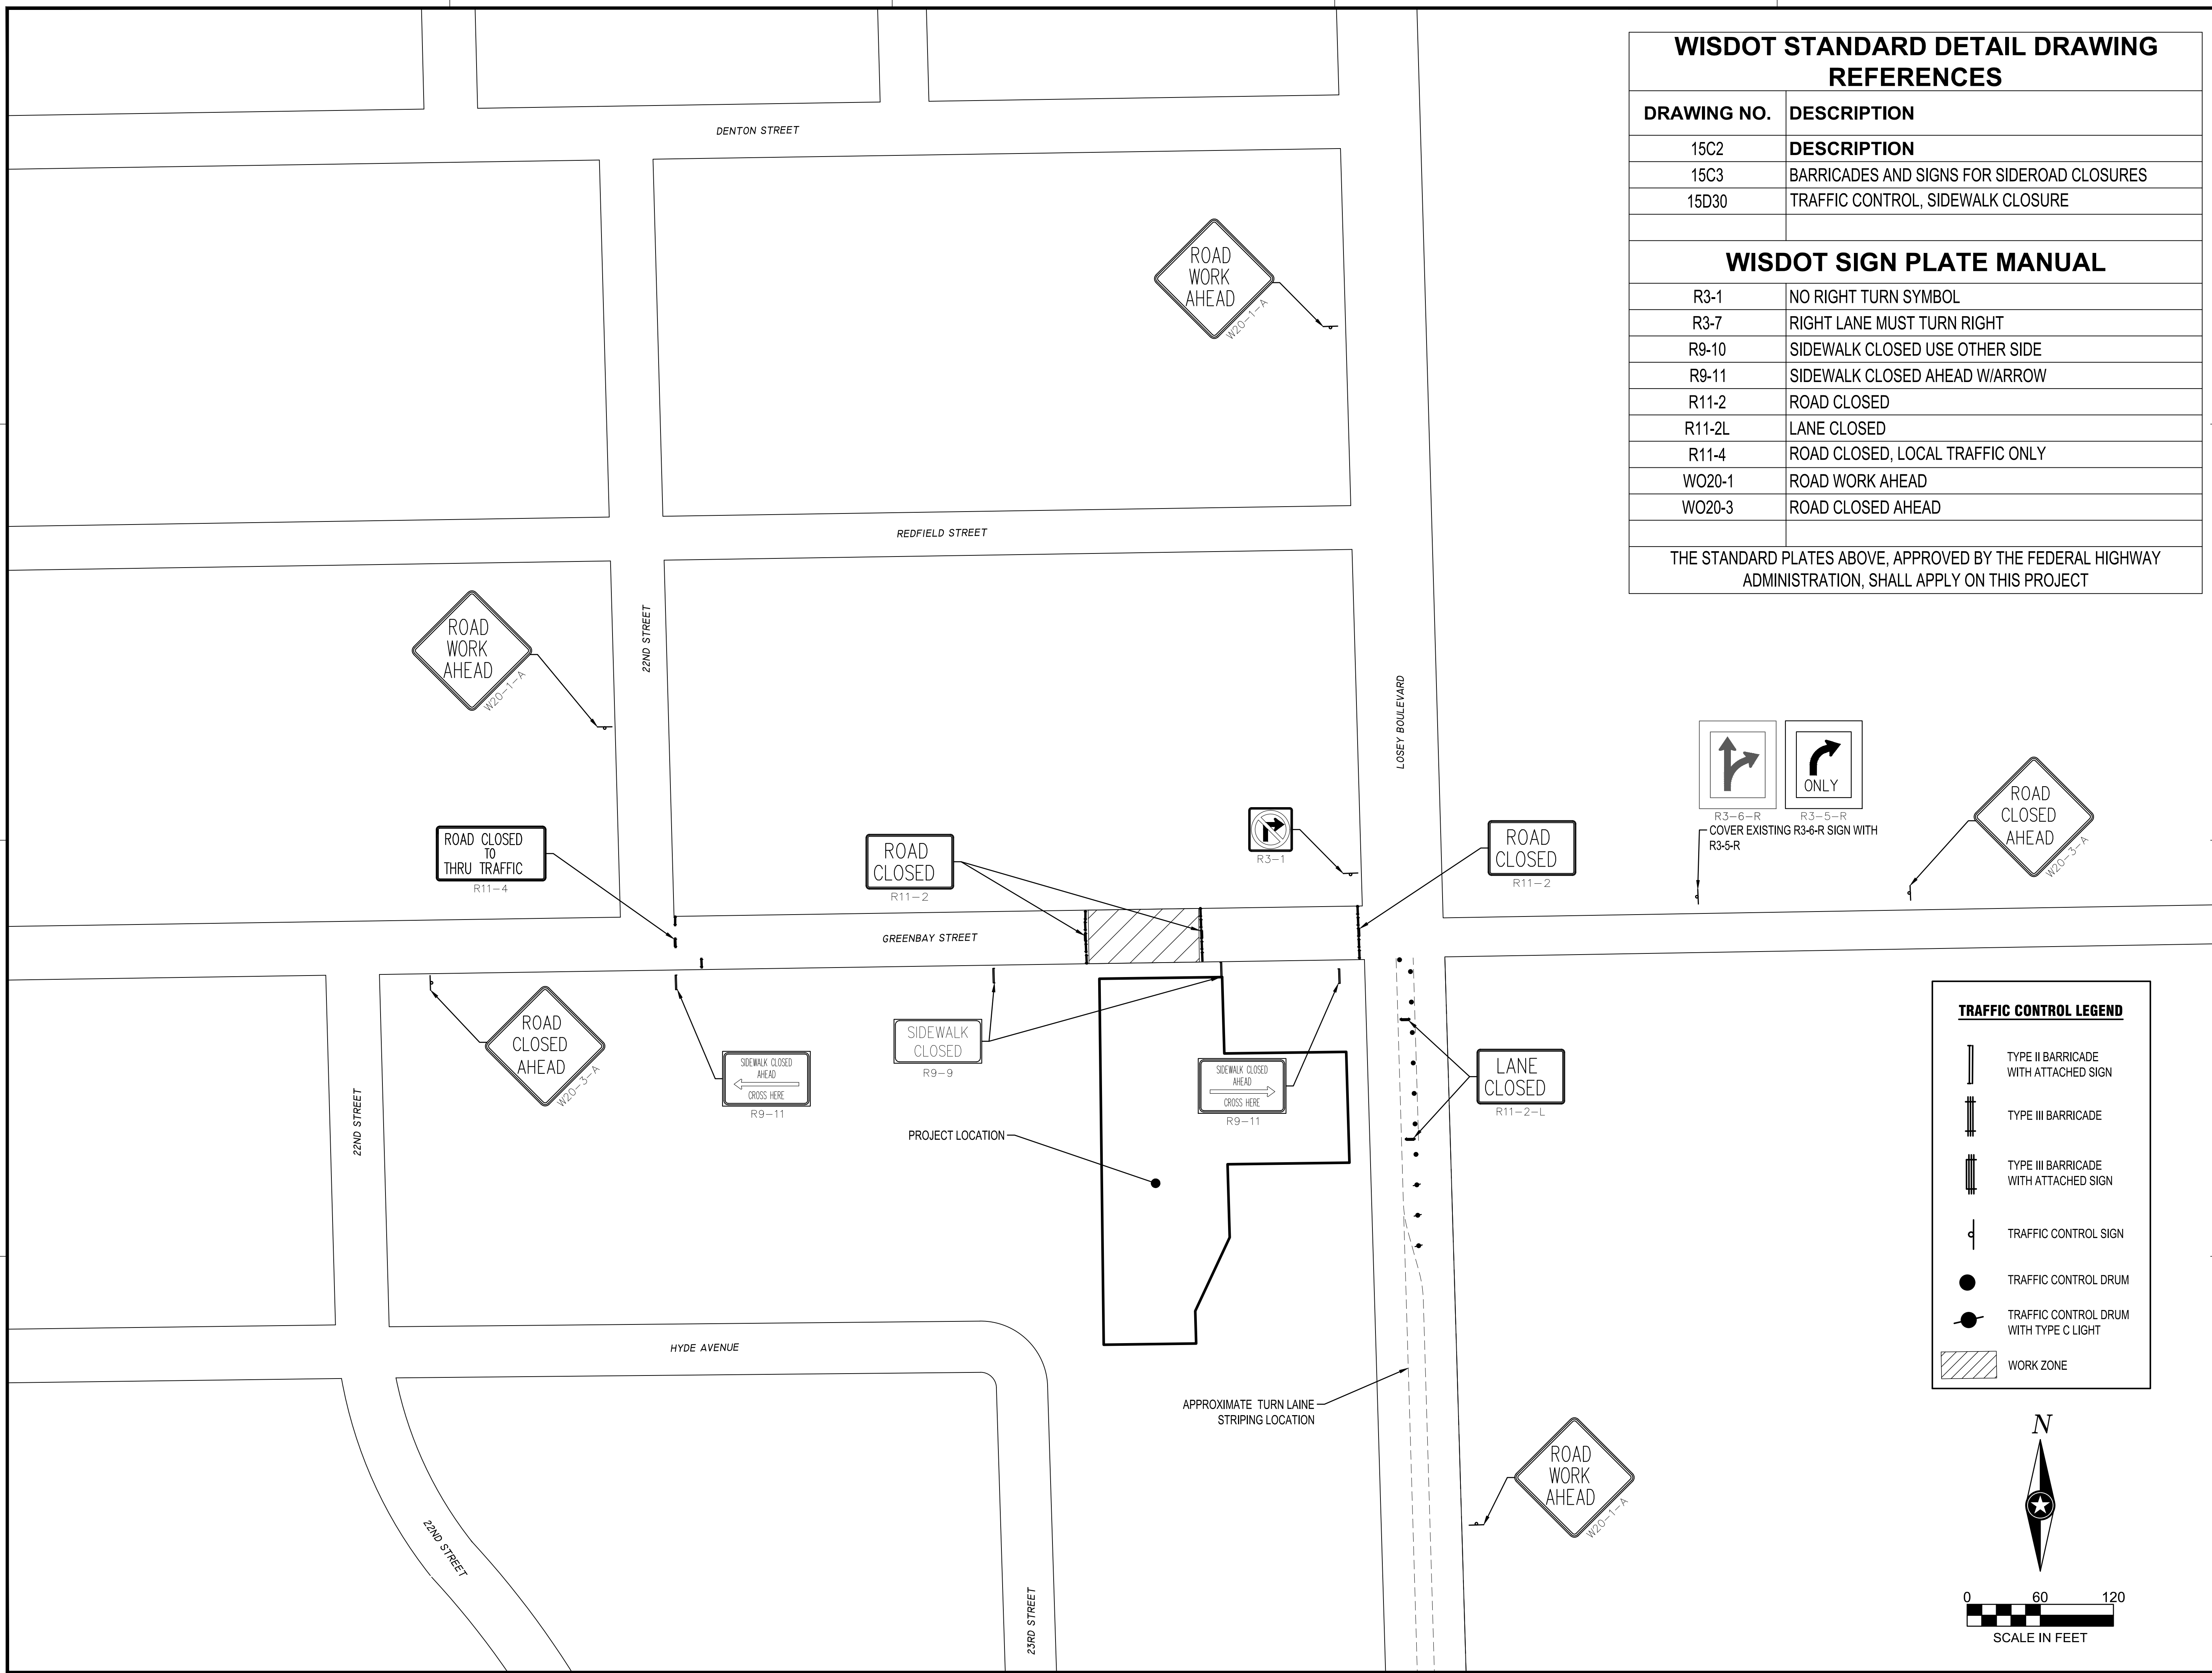 WISDOT STANDARD DETAIL DRAWING
REFERENCES
DRAWING NO. DESCRIPTION
15C2 DESCRIPTION
15C3 BARRICADES AND SIGNS FOR SIDEROAD CLOSURES
15D30 TRAFFIC CONTROL, SIDEWALK CLOSURE
WISDOT SIGN PLATE MANUAL
R3-1 NO RIGHT TURN SYMBOL
R3-7 RIGHT LANE MUST TURN RIGHT
R9-10 SIDEWALK CLOSED USE OTHER SIDE
R9-11 SIDEWALK CLOSED AHEAD W/ARROW
R11-2 ROAD CLOSED
R11-2L LANE CLOSED
R11-4 ROAD CLOSED, LOCAL TRAFFIC ONLY
WO20-1 ROAD WORK AHEAD
WO20-3 ROAD CLOSED AHEAD
THE STANDARD PLATES ABOVE, APPROVED BY THE FEDERAL HIGHWAY
ADMINISTRATION, SHALL APPLY ON THIS PROJECT
DENTON STREET
ROAD
WORK
AHEAD
W20-1-A
REDFIELD STREET
ROAD
WORK
AHEAD
W20-1-A
22ND STREET
LOSEY BOULEVARD
ROAD CLOSED
TO
THRU TRAFFIC
R11-4
ROAD
CLOSED
R11-2
R3-1
ROAD
CLOSED
R11-2
R3-6-R
ONLY
R3-5-R
COVER EXISTING R3-6-R SIGN WITH
R3-5-R
ROAD
CLOSED
AHEAD
W20-3-A
GREENBAY STREET
ROAD
CLOSED
AHEAD
W20-3-A
SIDEWALK CLOSED
AHEAD
CROSS HERE
R9-11
SIDEWALK
CLOSED
R9-9
SIDEWALK CLOSED
AHEAD
CROSS HERE
R9-11
LANE
CLOSED
R11-2-L
22ND STREET
PROJECT LOCATION
HYDE AVENUE
APPROXIMATE TURN LAINE
STRIPING LOCATION
ROAD
WORK
AHEAD
W20-1-A
22ND STREET
23RD STREET
TRAFFIC CONTROL LEGEND
TYPE II BARRICADE
WITH ATTACHED SIGN
TYPE III BARRICADE
TYPE III BARRICADE
WITH ATTACHED SIGN
TRAFFIC CONTROL SIGN
TRAFFIC CONTROL DRUM
TRAFFIC CONTROL DRUM
WITH TYPE C LIGHT
WORK ZONE
N
0 60 120
SCALE IN FEET